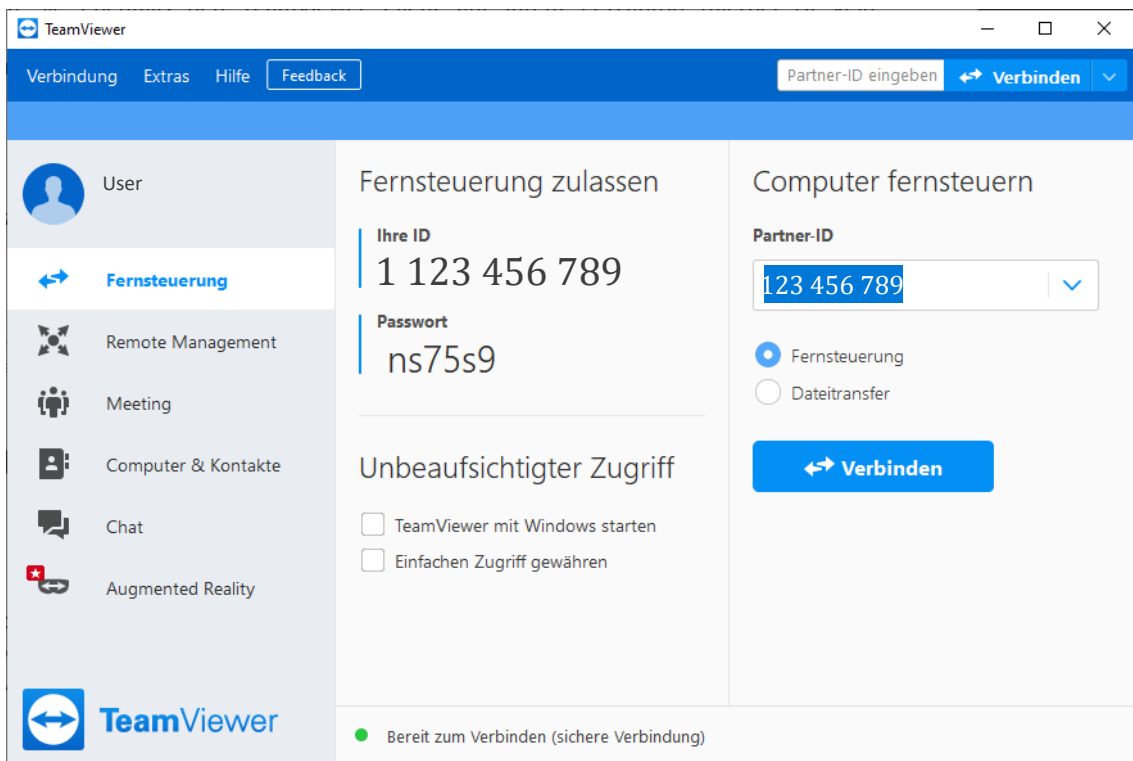 TeamViewer
Verbindung Extras Hilfe Feedback
Partner-ID eingeben Verbinden
User
Fernsteuerung
Remote Management
Meeting
Computer & Kontakte
Chat
Augmented Reality
TeamViewer
Fernsteuerung zulassen
Ihre ID
1 123 456 789
Passwort
ns75s9
Unbeaufsichtigter Zugriff
TeamViewer mit Windows starten
Einfachen Zugriff gewähren
Computer fernsteuern
Partner-ID
123 456 789
Fernsteuerung
Dateitransfer
Verbinden
Bereit zum Verbinden (sichere Verbindung)